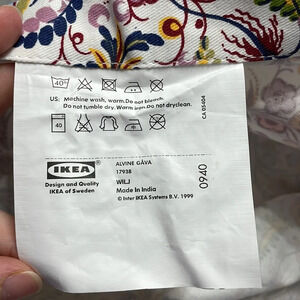 40°
US: Machine wash, warm. Do not bleach.
Do not tumble dry. Warm iron. Do not dryclean.
CA 05404
40
IKEA
Design and Quality
IKEA of Sweden
ALVINE GÅVA
17938
WILJ
Made in India
© Inter IKEA Systems B.V. 1999
0940